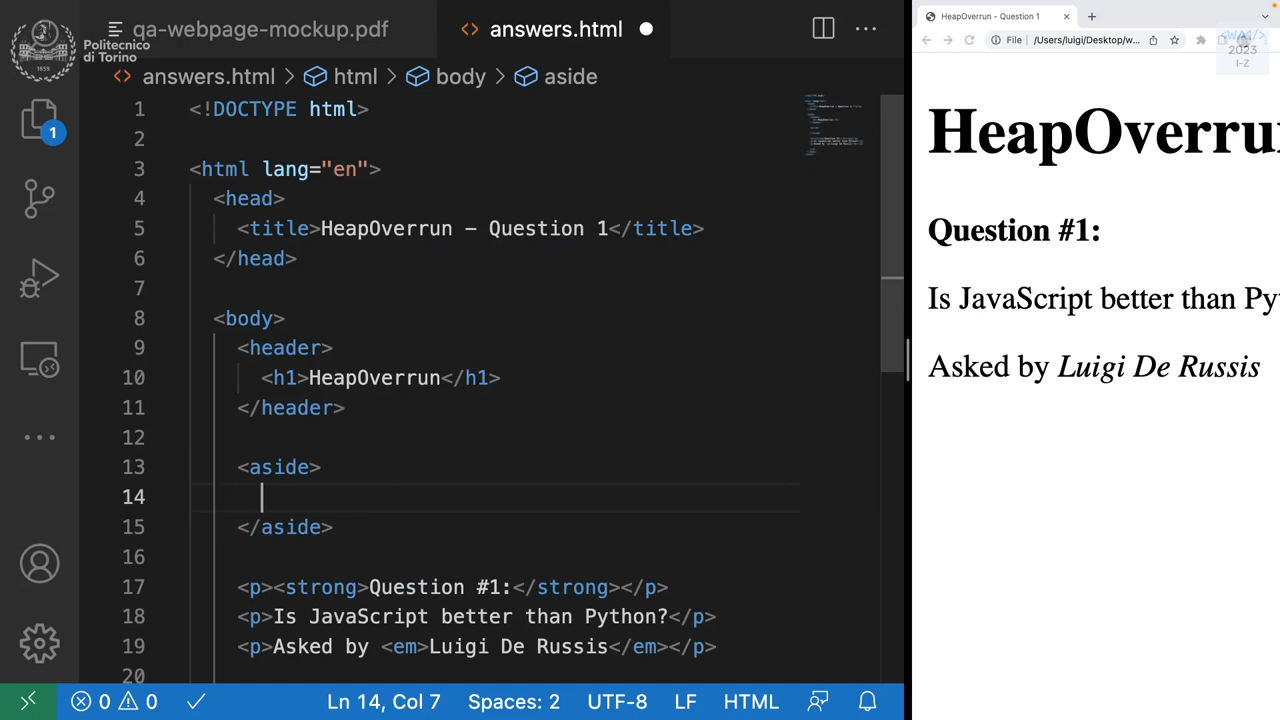 qa-webpage-mockup.pdf
answers.html
Politecnico
di Torino
1859
answers.html > html > body > aside
1 <!DOCTYPE html>
2
3 <html lang="en">
4 <head>
5 <title>HeapOverrun - Question 1</title>
6 </head>
7
8 <body>
9 <header>
10 <h1>HeapOverrun</h1>
11 </header>
12
13 <aside>
14
15 </aside>
16
17 <p><strong>Question #1:</strong></p>
18 <p>Is JavaScript better than Python?</p>
19 <p>Asked by <em>Luigi De Russis</em></p>
20
1
0 0
Ln 14, Col 7
Spaces: 2
UTF-8
LF
HTML
HeapOverrun - Question 1
File
/Users/luigi/Desktop/w...
<WA1/>
2023
I-Z
HeapOverru
Question #1:
Is JavaScript better than Py
Asked by Luigi De Russis